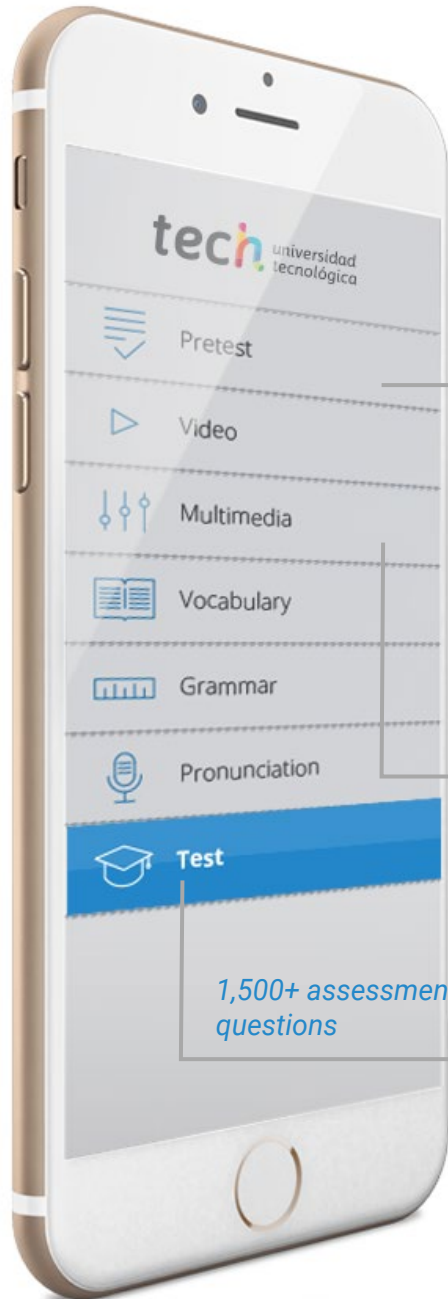 tech universidad
tecnológica
Pretest
Video
Multimedia
Vocabulary
Grammar
Pronunciation
Test
1,500+ assessmen
questions